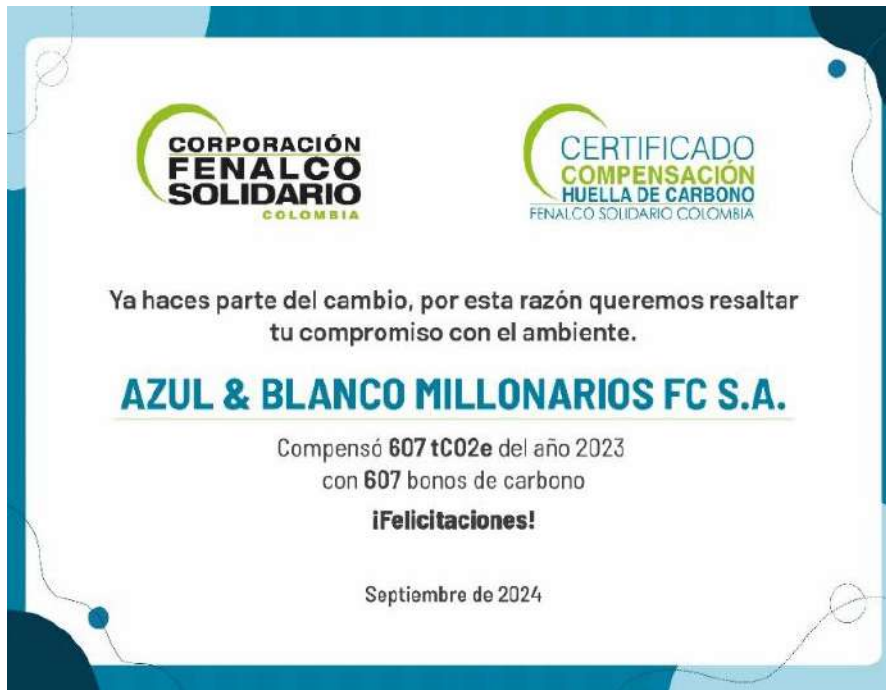 CORPORACIÓN
FENALCO
SOLIDARIO
COLOMBIA
CERTIFICADO
COMPENSACIÓN
HUELLA DE CARBONO
FENALCO SOLIDARIO COLOMBIA
Ya haces parte del cambio, por esta razón queremos resaltar
tu compromiso con el ambiente.
AZUL & BLANCO MILLONARIOS FC S.A.
Compensó 607 tC02e del año 2023
con 607 bonos de carbono
¡Felicitaciones!
Septiembre de 2024